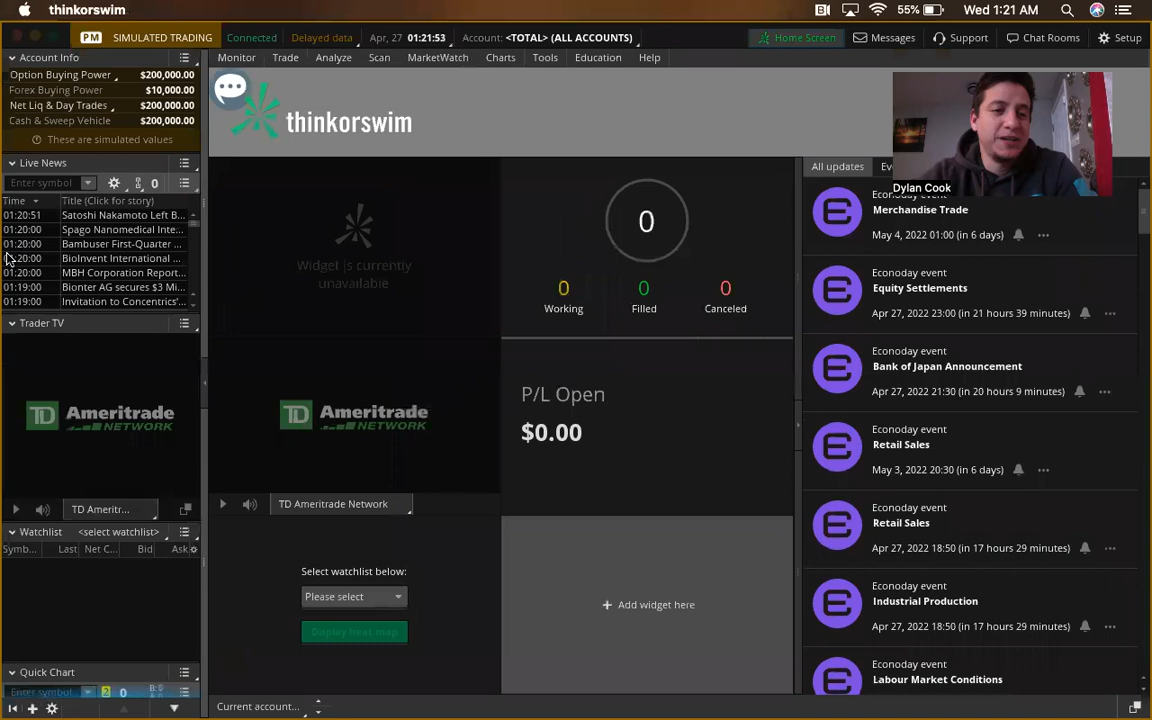 thinkorswim
55%
Wed 1:21 AM
PM
SIMULATED TRADING
Connected
Delayed data
Apr, 27
01:21:53
Account:
<TOTAL> (ALL ACCOUNTS)
Home Screen
Messages
Support
Chat Rooms
Setup
Account Info
Option Buying Power
$200,000.00
Forex Buying Power
$10,000.00
Net Liq & Day Trades
$200,000.00
Cash & Sweep Vehicle
$200,000.00
These are simulated values
Live News
Enter symbol
0
Time
Title (Click for story)
01:20:51
Satoshi Nakamoto Left B...
01:20:00
Spago Nanomedical Inte...
01:20:00
Bambuser First-Quarter ...
:20:00
BioInvent International ...
01:20:00
MBH Corporation Report...
01:19:00
Bionter AG secures $3 Mi...
01:19:00
Invitation to Concentrics'...
Trader TV
TD Ameritrade
NETWORK
TD Ameritr...
Watchlist
<select watchlist>
Symb...
Last
Net C...
Bid
Ask
Quick Chart
Enter symbol
2
0
B:
S:
Monitor
Trade
Analyze
Scan
MarketWatch
Charts
Tools
Education
Help
thinkorswim
Widget is currently
unavailable
0
0
Working
0
Filled
0
Canceled
TD Ameritrade
NETWORK
TD Ameritrade Network
P/L Open
$0.00
Select watchlist below:
Please select
Display heat map
+ Add widget here
Current account...
Dylan Cook
All updates
Ev
Econo
Merchandise Trade
May 4, 2022 01:00 (in 6 days)
Econoday event
Equity Settlements
Apr 27, 2022 23:00 (in 21 hours 39 minutes)
Econoday event
Bank of Japan Announcement
Apr 27, 2022 21:30 (in 20 hours 9 minutes)
Econoday event
Retail Sales
May 3, 2022 20:30 (in 6 days)
Econoday event
Retail Sales
Apr 27, 2022 18:50 (in 17 hours 29 minutes)
Econoday event
Industrial Production
Apr 27, 2022 18:50 (in 17 hours 29 minutes)
Econoday event
Labour Market Conditions